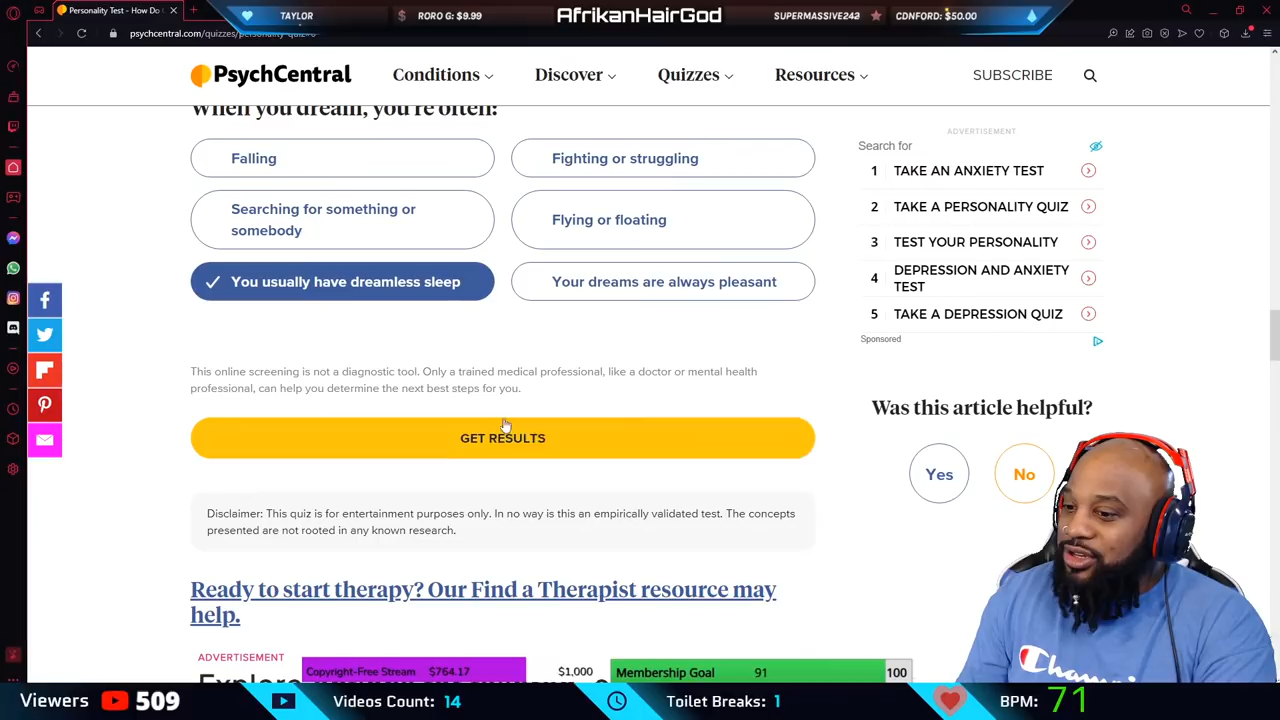 TAYLOR
RORO G: $9.99
AfrikanHairGod
SUPERMASSIVE242
CDNFORD: $50.00
Personality Test - How Do
psychcentral.com/quizzes/personality-quiz
PsychCentral
Conditions
Discover
Quizzes
Resources
SUBSCRIBE
When you dream, you're often:
Falling
Fighting or struggling
Searching for something or
somebody
Flying or floating
You usually have dreamless sleep
Your dreams are always pleasant
This online screening is not a diagnostic tool. Only a trained medical professional, like a doctor or mental health
professional, can help you determine the next best steps for you.
GET RESULTS
Disclaimer: This quiz is for entertainment purposes only. In no way is this an empirically validated test. The concepts
presented are not rooted in any known research.
Ready to start therapy? Our Find a Therapist resource may
help.
ADVERTISEMENT
Copyright-Free Stream $764.17 $1,000
Membership Goal 91 100
ADVERTISEMENT
Search for
1 TAKE AN ANXIETY TEST
2 TAKE A PERSONALITY QUIZ
3 TEST YOUR PERSONALITY
4 DEPRESSION AND ANXIETY
TEST
5 TAKE A DEPRESSION QUIZ
Sponsored
Was this article helpful?
Yes
No
Champi
Viewers 509
Videos Count: 14
Toilet Breaks: 1
BPM: 71